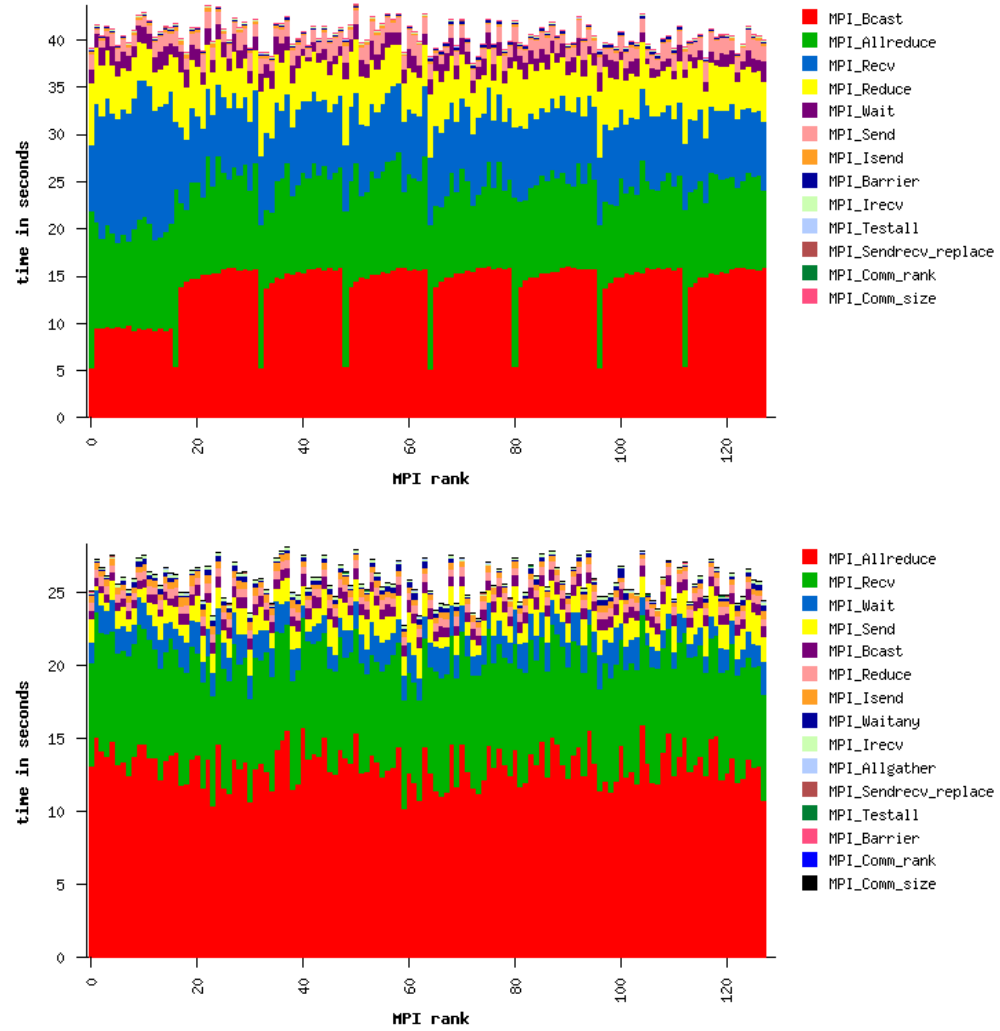 time in seconds
40
35
30
25
20
15
10
5
0
0
20
40
60
80
100
120
MPI rank
MPI_Bcast
MPI_Allreduce
MPI_Recv
MPI_Reduce
MPI_Wait
MPI_Send
MPI_Isend
MPI_Barrier
MPI_Irecv
MPI_Testall
MPI_Sendrecv_replace
MPI_Comm_rank
MPI_Comm_size
time in seconds
25
20
15
10
5
0
0
20
40
60
80
100
120
MPI rank
MPI_Allreduce
MPI_Recv
MPI_Wait
MPI_Send
MPI_Bcast
MPI_Reduce
MPI_Isend
MPI_Waitany
MPI_Irecv
MPI_Allgather
MPI_Sendrecv_replace
MPI_Testall
MPI_Barrier
MPI_Comm_rank
MPI_Comm_size